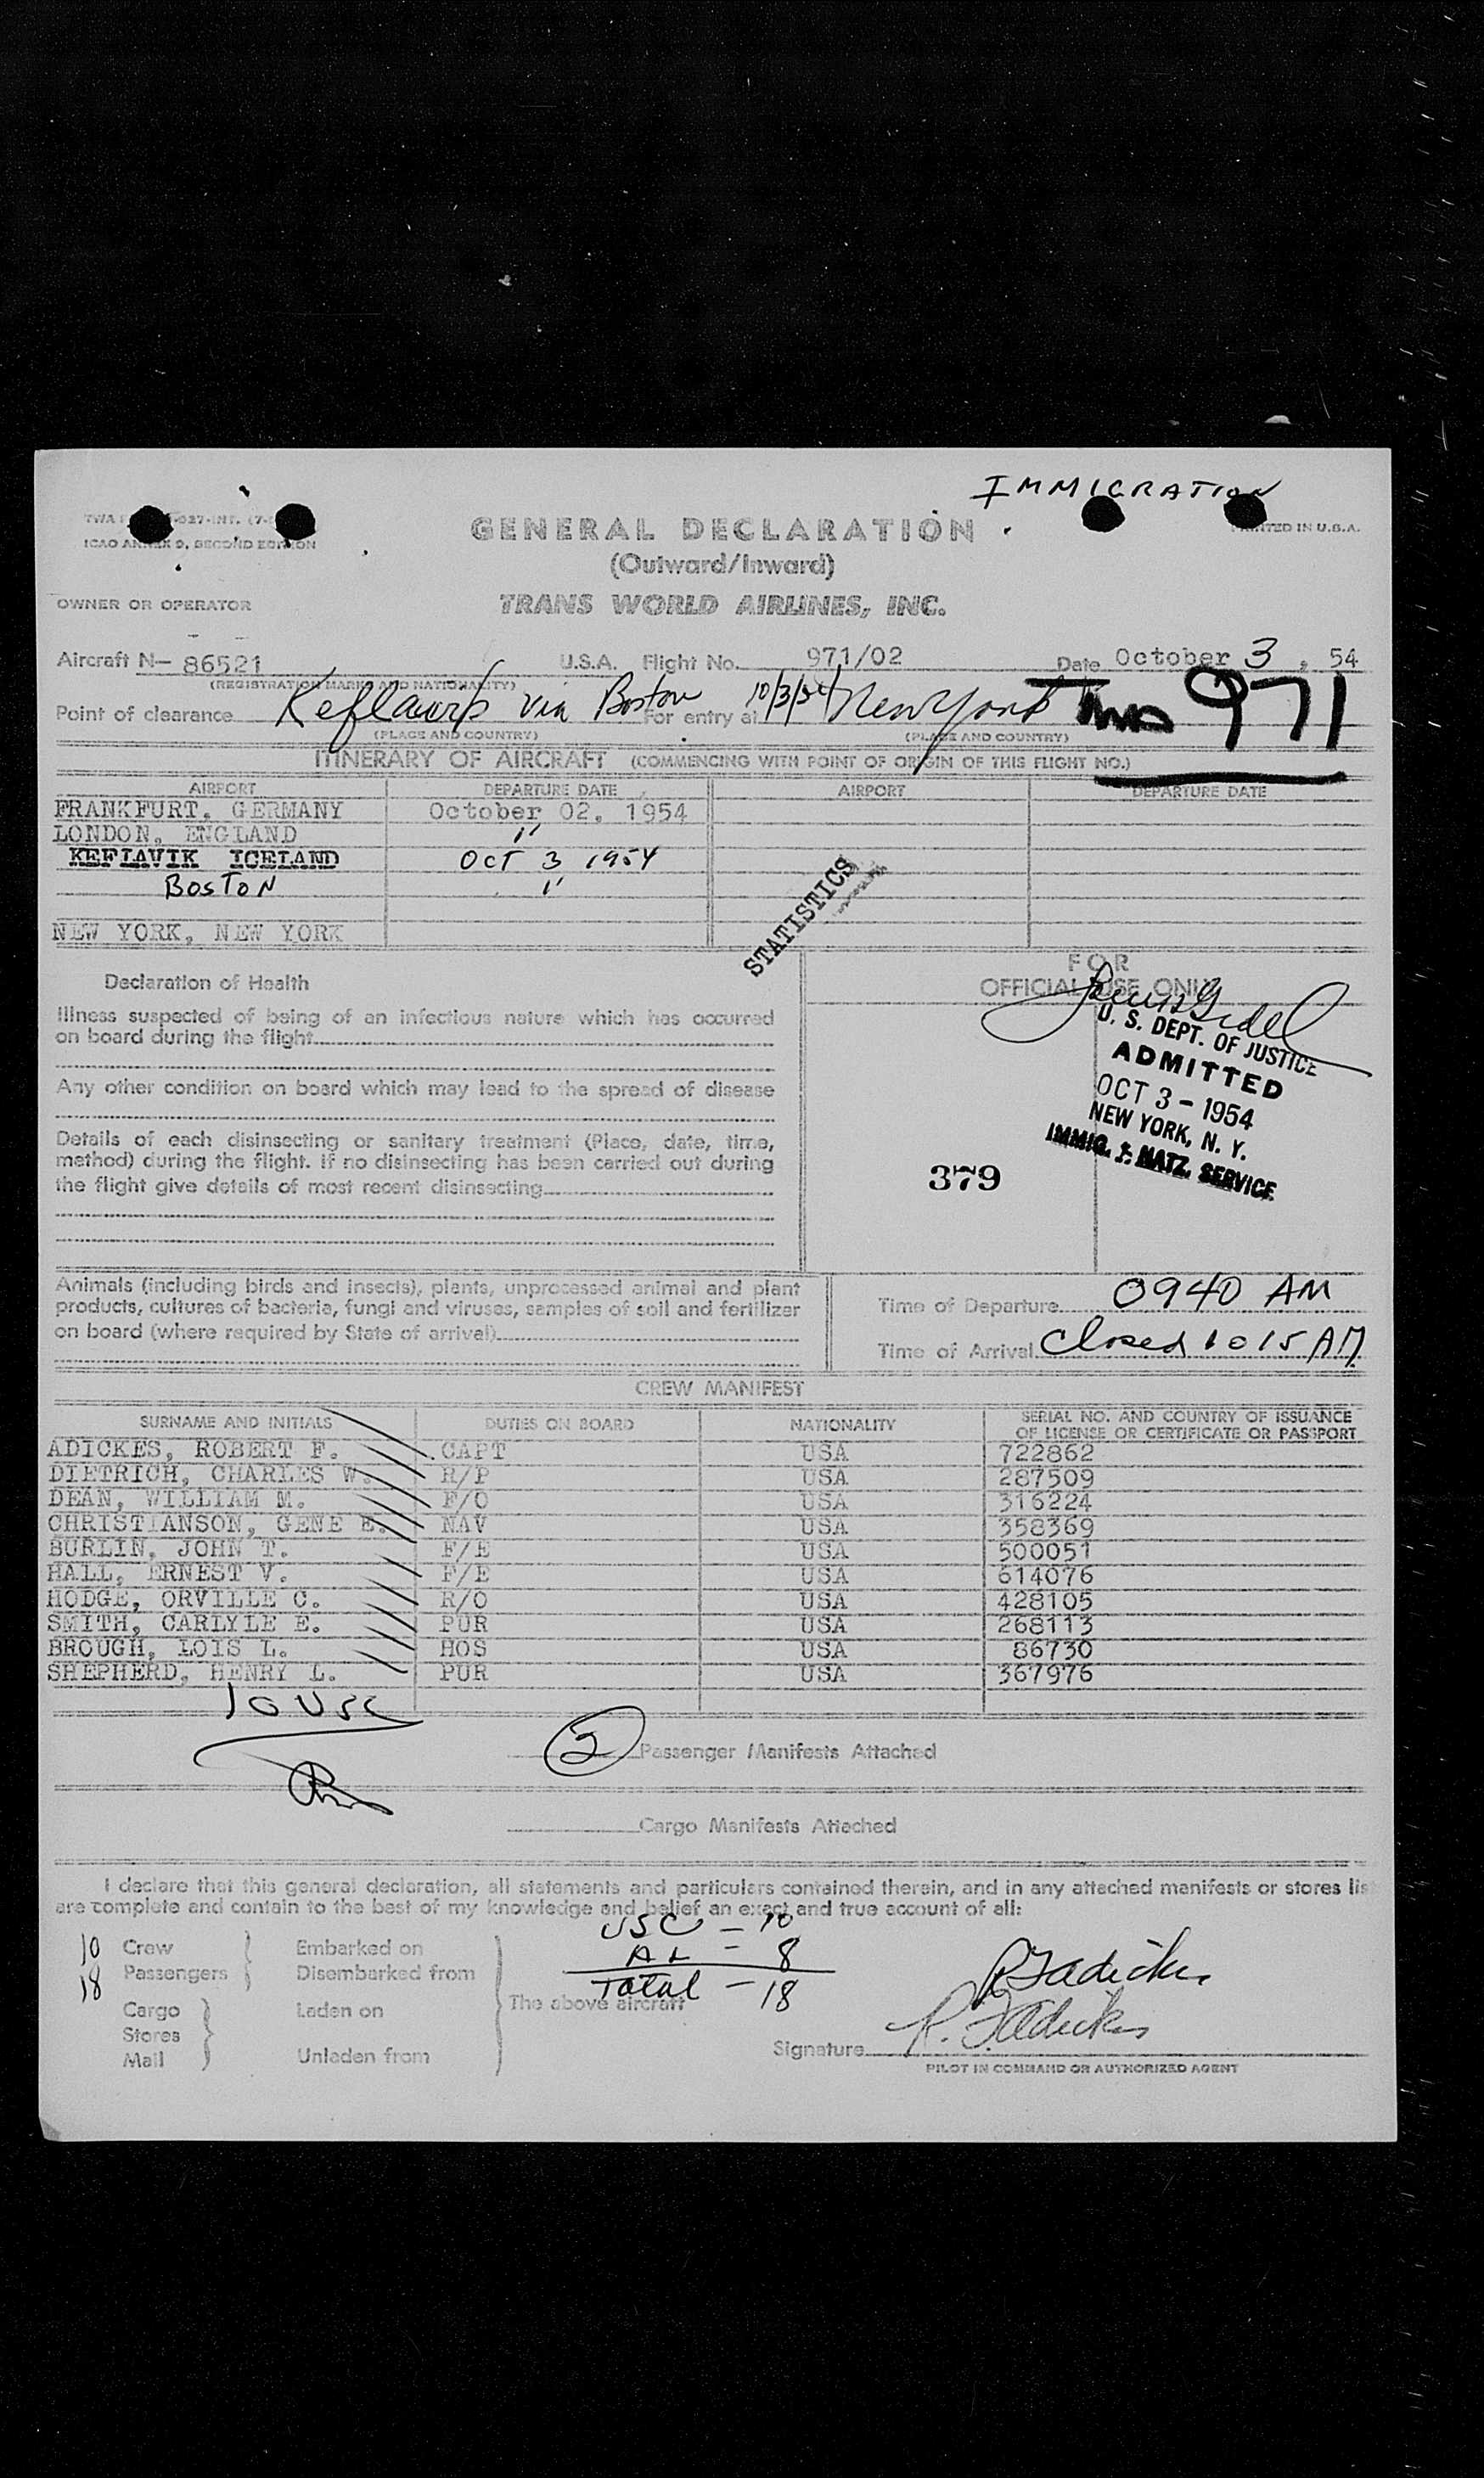 IMMIGRATION
ICAO ANNEX 9, SECOND EDITION
PRINTED IN U.S.A.
GENERAL DECLARATION
(Outward/Inward)
OWNER OR OPERATOR
TRANS WORLD AIRLINES, INC.
Aircraft N- 86521 U.S.A. Flight No. 971/02 Date October 3, 54
(REGISTRATION MARKS AND NATIONALITY)
Point of clearance Keflavik via Boston For entry at 10/3/54 New York TWA 971
(PLACE AND COUNTRY) (PLACE AND COUNTRY)
ITINERARY OF AIRCRAFT (COMMENCING WITH POINT OF ORIGIN OF THIS FLIGHT NO.)
AIRPORT DEPARTURE DATE AIRPORT DEPARTURE DATE
FRANKFURT, GERMANY October 02, 1954
LONDON, ENGLAND "
KEFLAVIK ICELAND OCT 3 1954
BOSTON "
NEW YORK, NEW YORK
STATISTICS
Declaration of Health
Illness suspected of being of an infectious nature which has occurred
on board during the flight
Any other condition on board which may lead to the spread of disease
Details of each disinsecting or sanitary treatment (Place, date, time,
method) during the flight. If no disinsecting has been carried out during
the flight give details of most recent disinsecting
FOR
OFFICIAL USE ONLY
U. S. DEPT. OF JUSTICE
ADMITTED
OCT 3 - 1954
NEW YORK, N. Y.
IMMIG. & NATZ. SERVICE
379
Animals (including birds and insects), plants, unprocessed animal and plant
products, cultures of bacteria, fungi and viruses, samples of soil and fertilizer
on board (where required by State of arrival)
Time of Departure 0940 AM
Time of Arrival Closed 1015 AM
CREW MANIFEST
SURNAME AND INITIALS DUTIES ON BOARD NATIONALITY SERIAL NO. AND COUNTRY OF ISSUANCE OF LICENSE OR CERTIFICATE OR PASSPORT
ADICKES, ROBERT F. CAPT USA 722862
DIETRICH, CHARLES W. R/P USA 287509
DEAN, WILLIAM M. F/O USA 316224
CHRISTIANSON, GENE E. NAV USA 358369
BURLIN, JOHN T. F/E USA 500051
HALL, ERNEST V. F/E USA 614076
HODGE, ORVILLE C. R/O USA 428105
SMITH, CARLYLE E. PUR USA 268113
BROUGH, LOIS L. HOS USA 86730
SHEPHERD, HENRY L. PUR USA 367976
10 USC
2 Passenger Manifests Attached
Cargo Manifests Attached
I declare that this general declaration, all statements and particulars contained therein, and in any attached manifests or stores lis
are complete and contain to the best of my knowledge and belief an exact and true account of all:
USC - 10
AL - 8
Total - 18
10 Crew Embarked on
18 Passengers Disembarked from
Cargo Laden on
Stores
Mail Unladen from
The above aircraft
R F Adickes
Signature R. F. Adickes
PILOT IN COMMAND OR AUTHORIZED AGENT